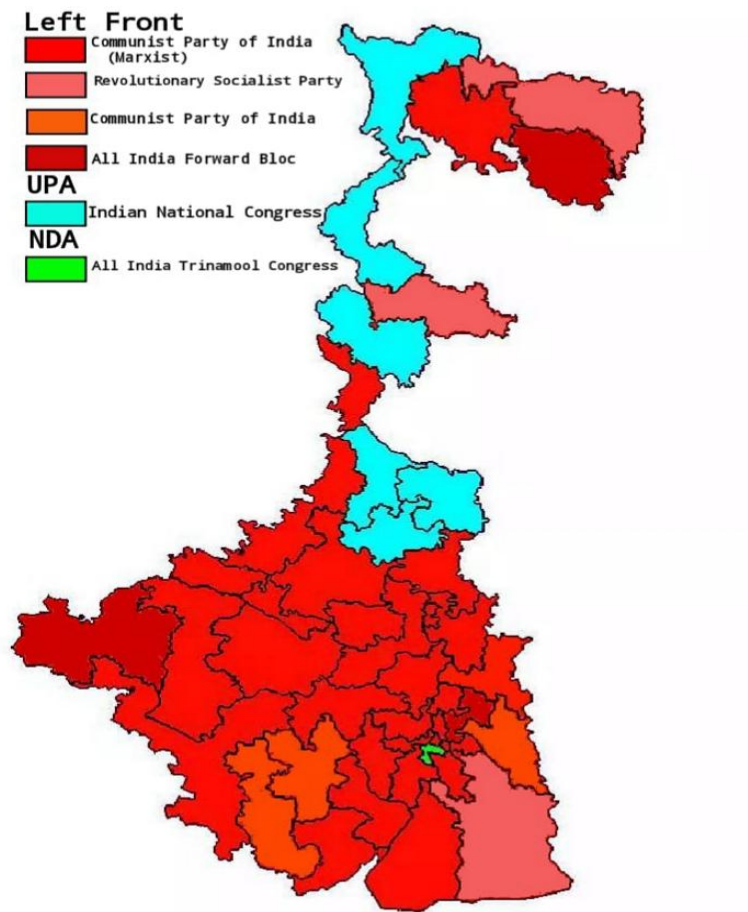 Left Front
Communist Party of India
(Marxist)
Revolutionary Socialist Party
Communist Party of India
All India Forward Bloc
UPA
Indian National Congress
NDA
All India Trinamool Congress